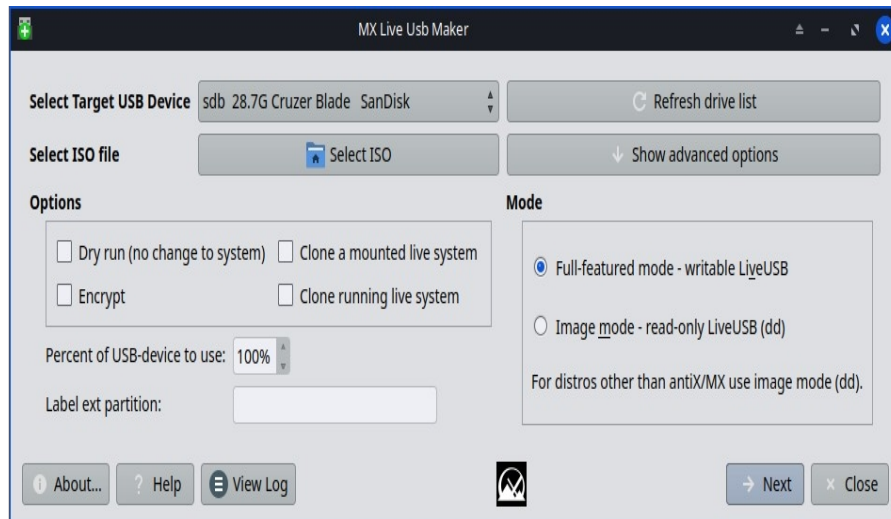 MX Live Usb Maker
Select Target USB Device sdb 28.7G Cruzer Blade SanDisk Refresh drive list
Select ISO file Select ISO Show advanced options
Options Mode
Dry run (no change to system) Clone a mounted live system
Full-featured mode - writable LiveUSB
Encrypt Clone running live system
Image mode - read-only LiveUSB (dd)
Percent of USB-device to use: 100%
For distros other than antiX/MX use image mode (dd).
Label ext partition:
About... ? Help View Log Next Close